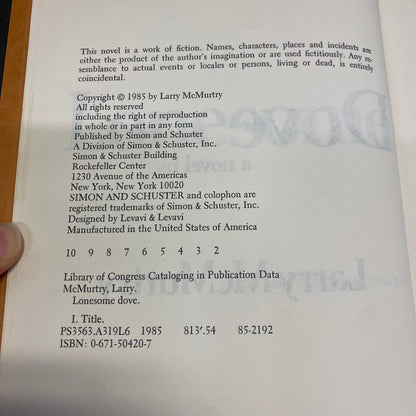 This novel is a work of fiction. Names, characters, places and incidents are
either the product of the author's imagination or are used fictitiously. Any re-
semblance to actual events or locales or persons, living or dead, is entirely
coincidental.
Copyright © 1985 by Larry McMurtry
All rights reserved
including the right of reproduction
in whole or in part in any form
Published by Simon and Schuster
A Division of Simon & Schuster, Inc.
Simon & Schuster Building
Rockefeller Center
1230 Avenue of the Americas
New York, New York 10020
SIMON AND SCHUSTER and colophon are
registered trademarks of Simon & Schuster, Inc.
Designed by Levavi & Levavi
Manufactured in the United States of America
10 9 8 7 6 5 4 3 2
Library of Congress Cataloging in Publication Data
McMurtry, Larry.
Lonesome dove.
I. Title.
PS3563.A319L6 1985 813'.54 85-2192
ISBN: 0-671-50420-7